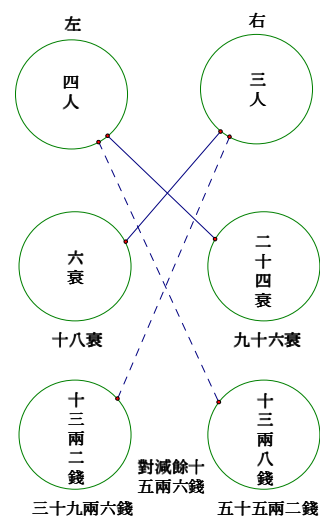 左
右
四人
三人
六衰
二十四衰
十八衰
九十六衰
十三兩二錢
十三兩八錢
對減餘十
五兩六錢
三十九兩六錢
五十五兩二錢